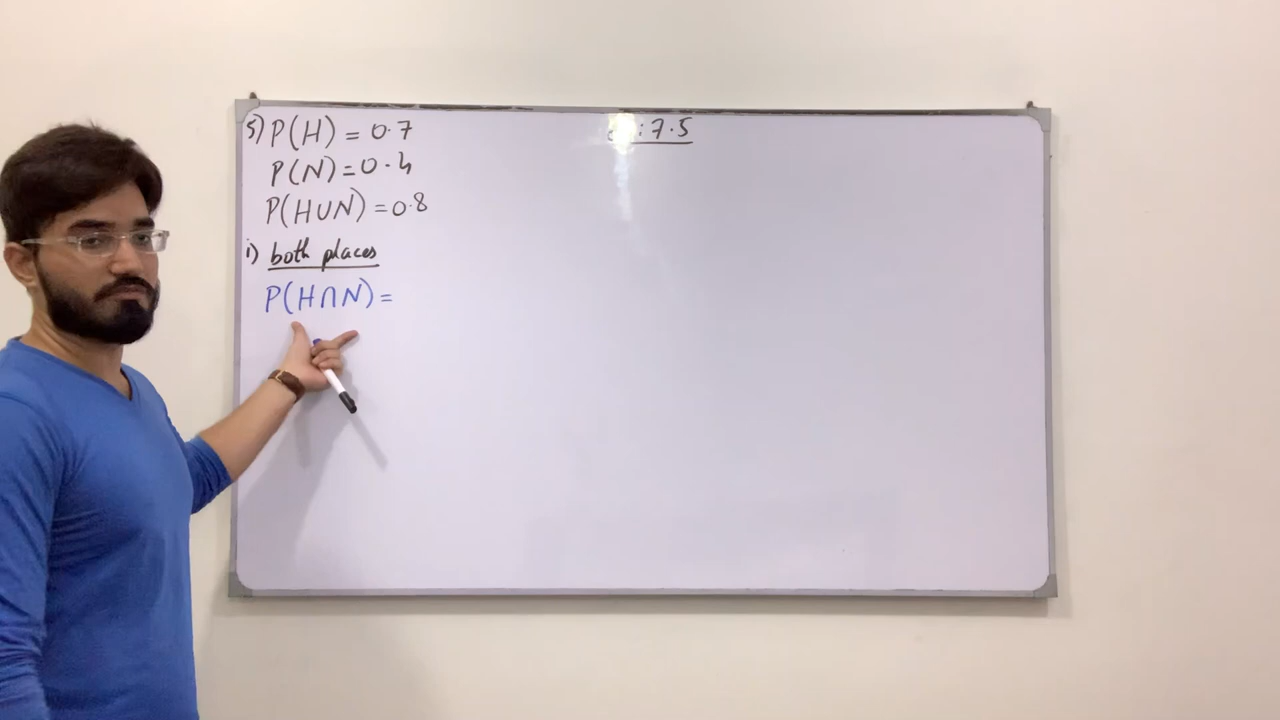 5) P(H) = 0.7
P(N) = 0.4
P(H∪N) = 0.8
i) both places
P(H∩N) =
: 7.5